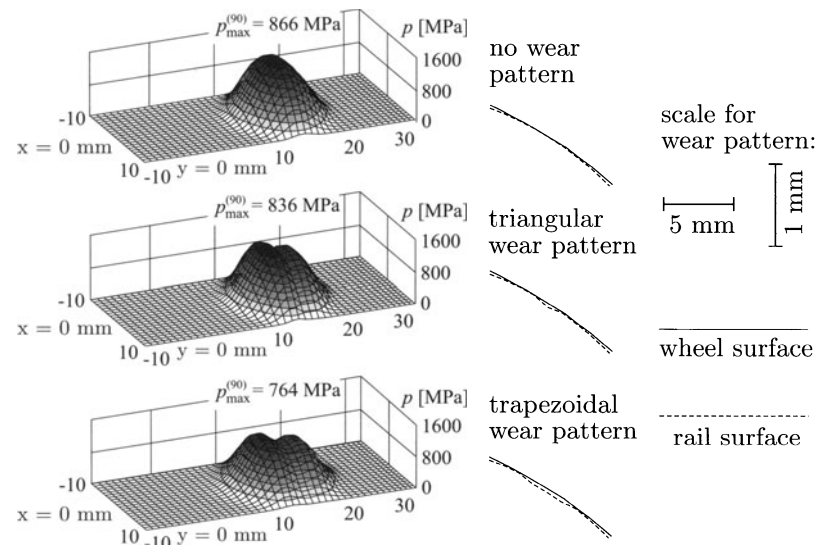 p(90)max = 866 MPa
p [MPa]
1600
800
0
-10
x = 0 mm
10
-10
y = 0 mm
10
20
30
no wear
pattern
scale for
wear pattern:
5 mm
1 mm
p(90)max = 836 MPa
p [MPa]
1600
800
0
-10
x = 0 mm
10
-10
y = 0 mm
10
20
30
triangular
wear pattern
wheel surface
rail surface
p(90)max = 764 MPa
p [MPa]
1600
800
0
-10
x = 0 mm
10
-10
y = 0 mm
10
20
30
trapezoidal
wear pattern